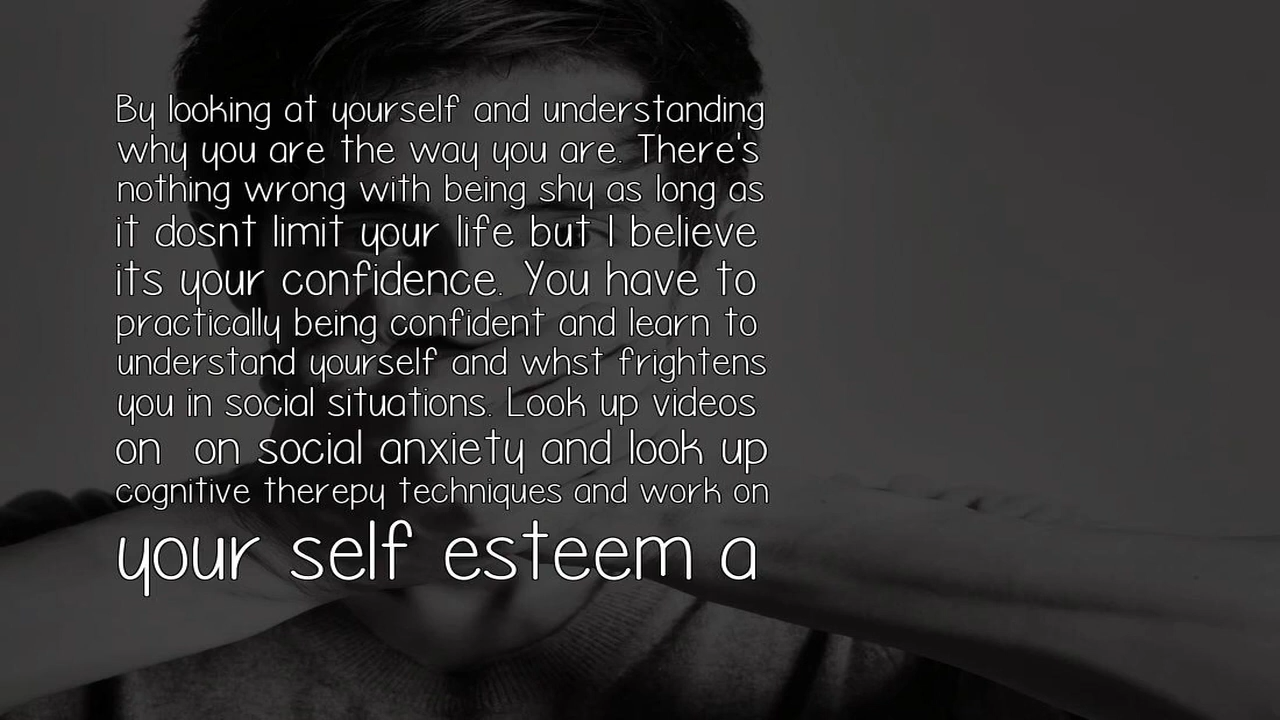 By looking at yourself and understanding
why you are the way you are. There's
nothing wrong with being shy as long as
it dosnt limit your life but I believe
its your confidence. You have to
practically being confident and learn to
understand yourself and whst frightens
you in social situations. Look up videos
on  on social anxiety and look up
cognitive therepy techniques and work on
your self esteem a